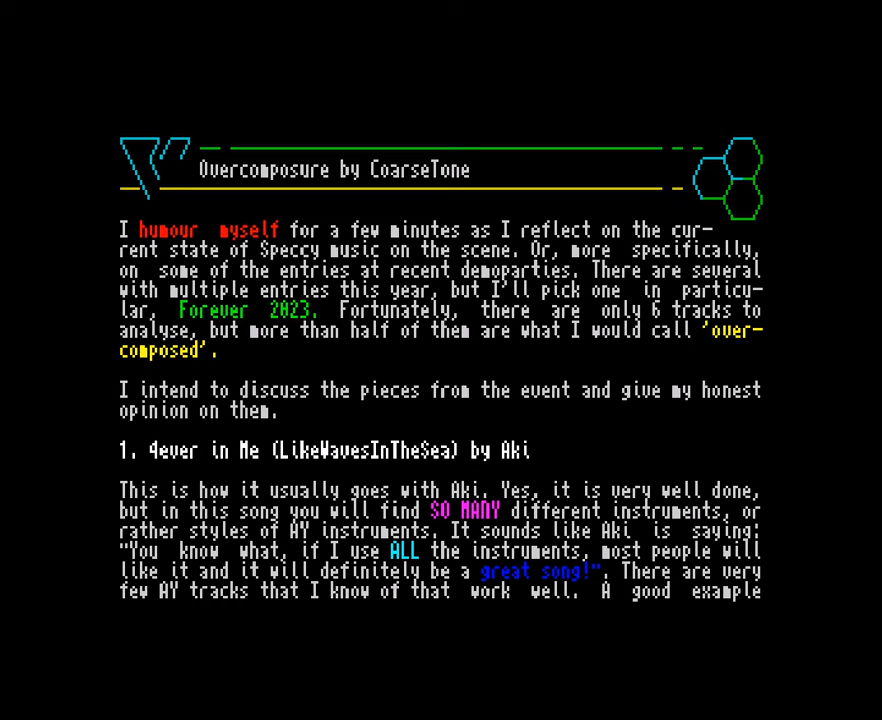 Overcomposure by CoarseTone
I humour myself for a few minutes as I reflect on the cur-
rent state of Speccy music on the scene. Or, more specifically,
on some of the entries at recent demoparties. There are several
with multiple entries this year, but I'll pick one in particu-
lar, Forever 2023. Fortunately, there are only 6 tracks to
analyse, but more than half of them are what I would call 'over-
composed'.
I intend to discuss the pieces from the event and give my honest
opinion on them.
1. 4ever in Me (LikeWavesInTheSea) by Aki
This is how it usually goes with Aki. Yes, it is very well done,
but in this song you will find SO MANY different instruments, or
rather styles of AY instruments. It sounds like Aki is saying:
"You know what, if I use ALL the instruments, most people will
like it and it will definitely be a great song!". There are very
few AY tracks that I know of that work well. A good example